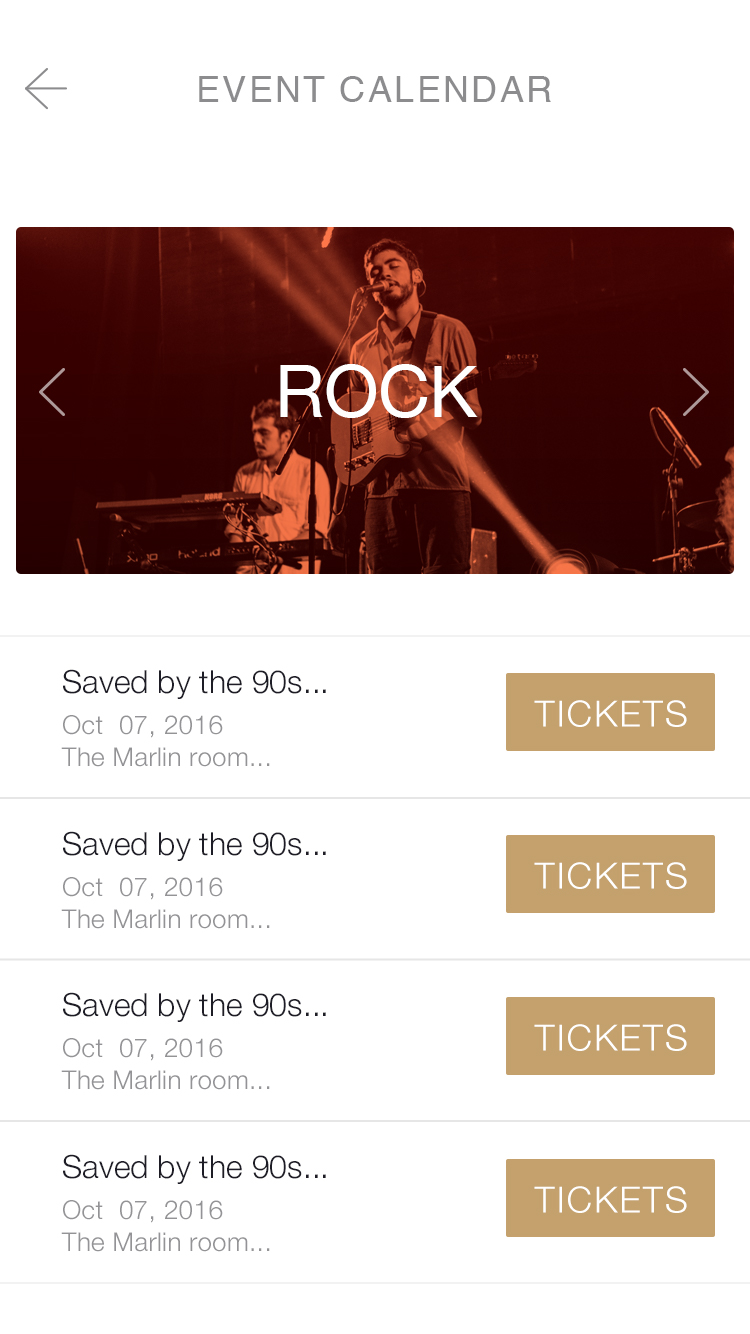 EVENT CALENDAR
ROCK
KORG
Saved by the 90s...
Oct 07, 2016
The Marlin room...
TICKETS
Saved by the 90s...
Oct 07, 2016
The Marlin room...
TICKETS
Saved by the 90s...
Oct 07, 2016
The Marlin room...
TICKETS
Saved by the 90s...
Oct 07, 2016
The Marlin room...
TICKETS